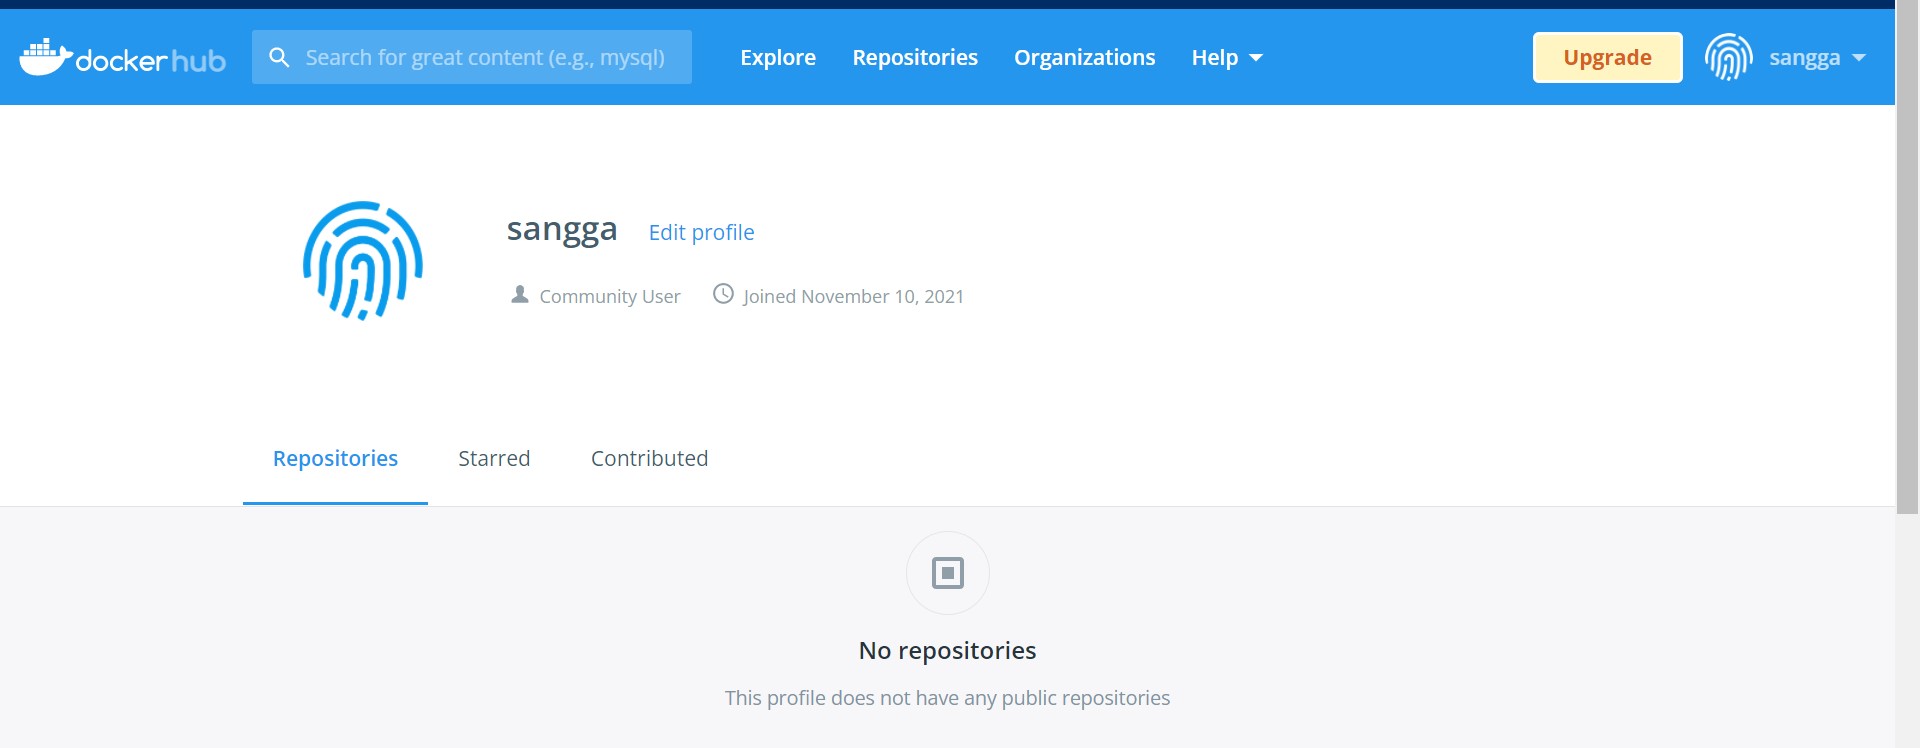 dockerhub Search for great content (e.g., mysql) Explore Repositories Organizations Help Upgrade sangga
sangga Edit profile
Community User Joined November 10, 2021
Repositories Starred Contributed
No repositories
This profile does not have any public repositories